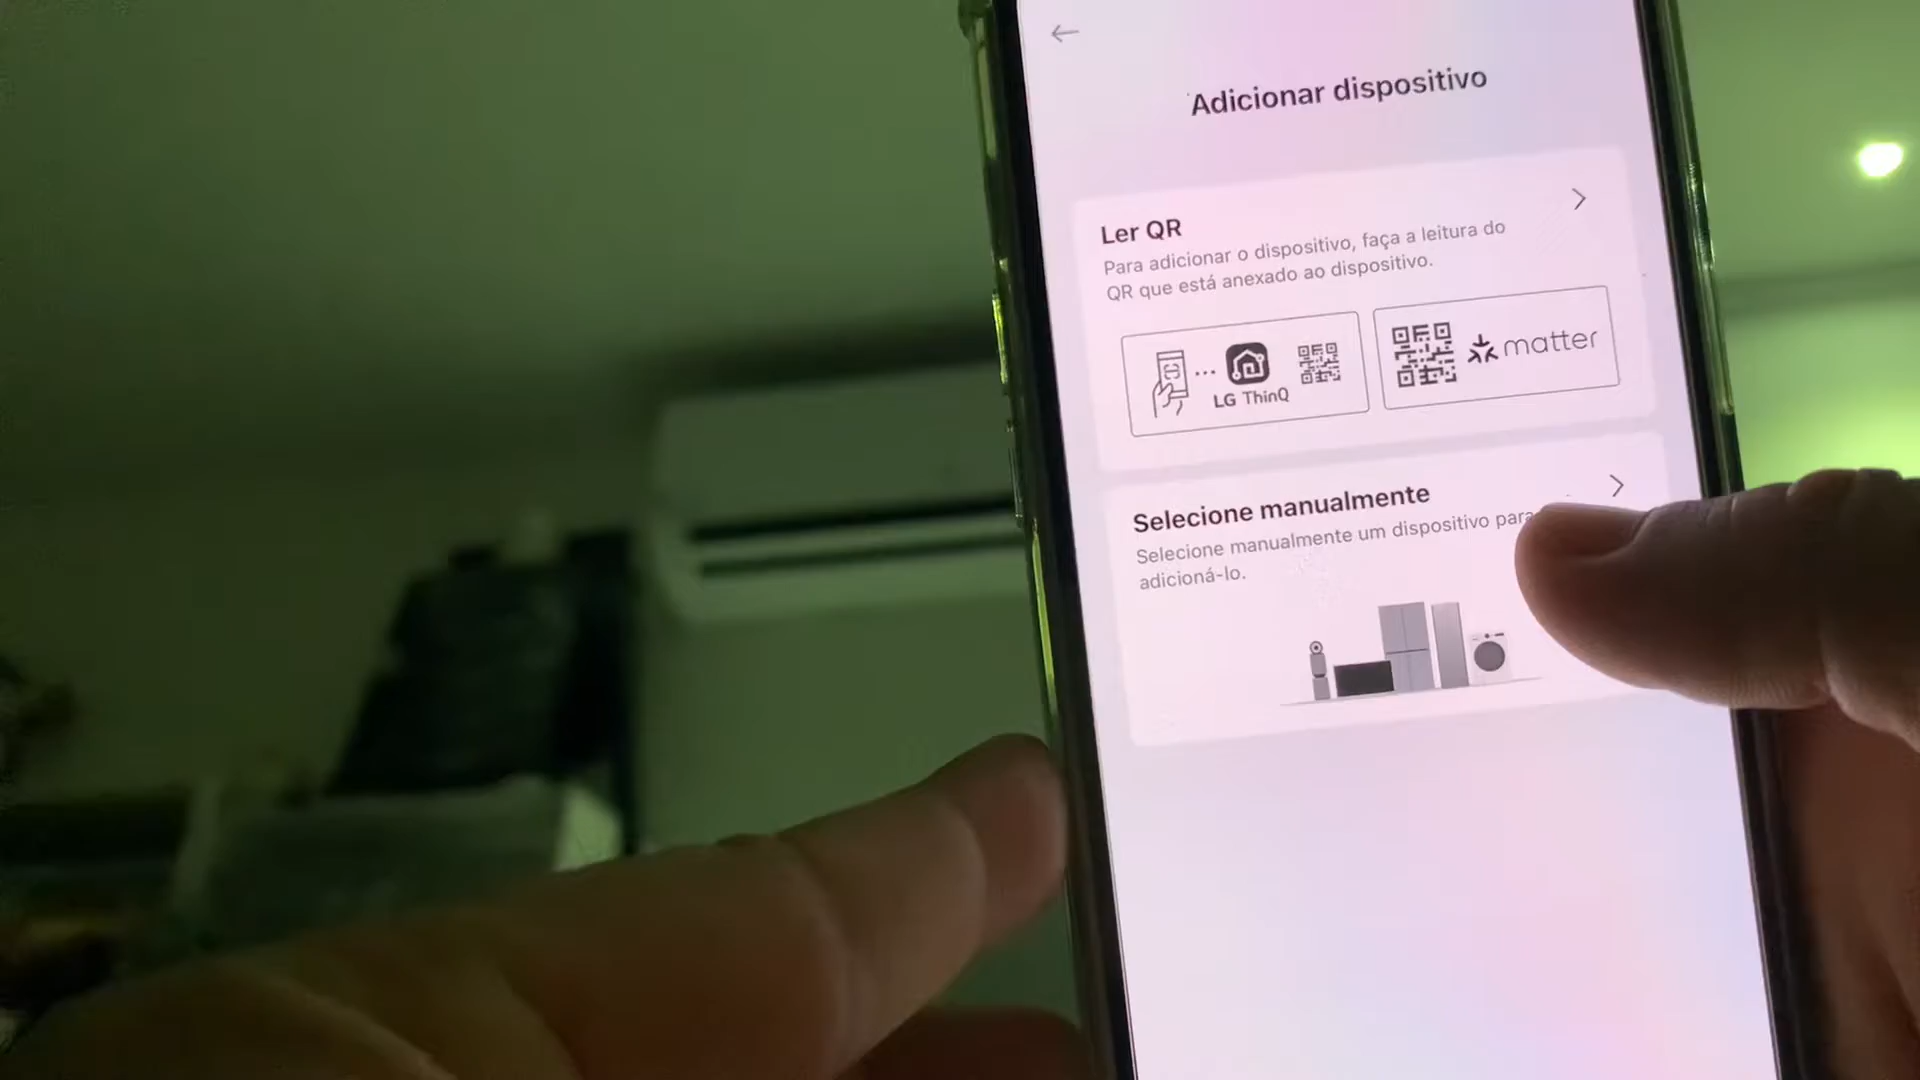 Adicionar dispositivo
Ler QR
Para adicionar o dispositivo, faça a leitura do
QR que está anexado ao dispositivo.
LG ThinQ
matter
Selecione manualmente
Selecione manualmente um dispositivo para
adicioná-lo.